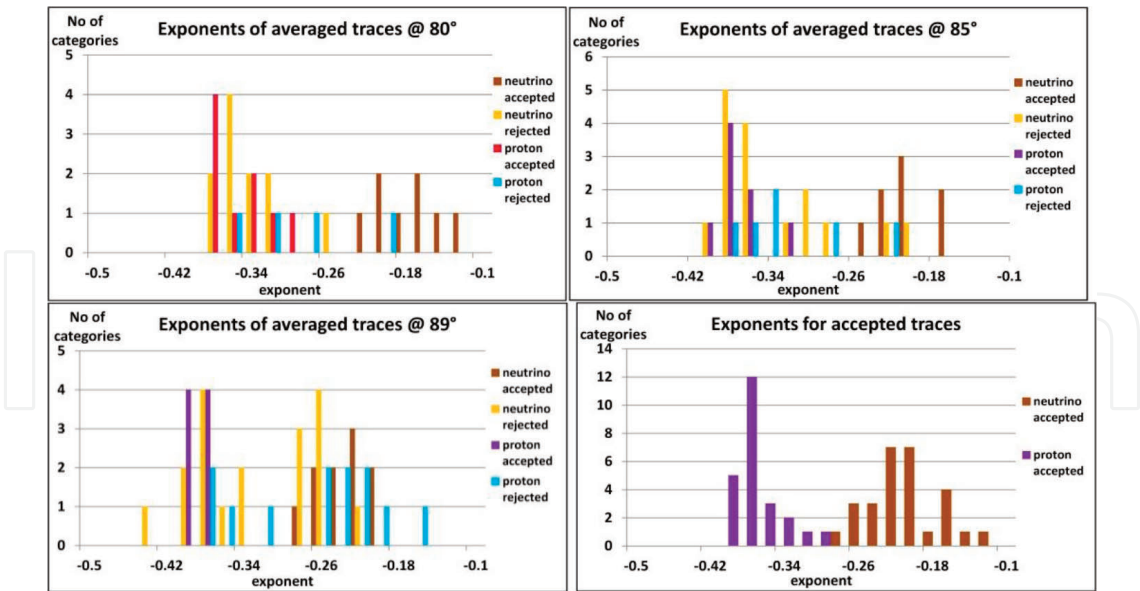 No of
categories
Exponents of averaged traces @ 80°
5
4
3
2
1
0
-0.5
-0.42
-0.34
-0.26
-0.18
-0.1
exponent
neutrino
accepted
neutrino
rejected
proton
accepted
proton
rejected
No of
categories
Exponents of averaged traces @ 85°
6
5
4
3
2
1
0
-0.5
-0.42
-0.34
-0.26
-0.18
-0.1
exponent
neutrino
accepted
neutrino
rejected
proton
accepted
proton
rejected
No of
categories
Exponents of averaged traces @ 89°
5
4
3
2
1
0
-0.5
-0.42
-0.34
-0.26
-0.18
-0.1
exponent
neutrino
accepted
neutrino
rejected
proton
accepted
proton
rejected
No of
categories
Exponents for accepted traces
14
12
10
8
6
4
2
0
-0.5
-0.42
-0.34
-0.26
-0.18
-0.1
exponent
neutrino
accepted
proton
accepted